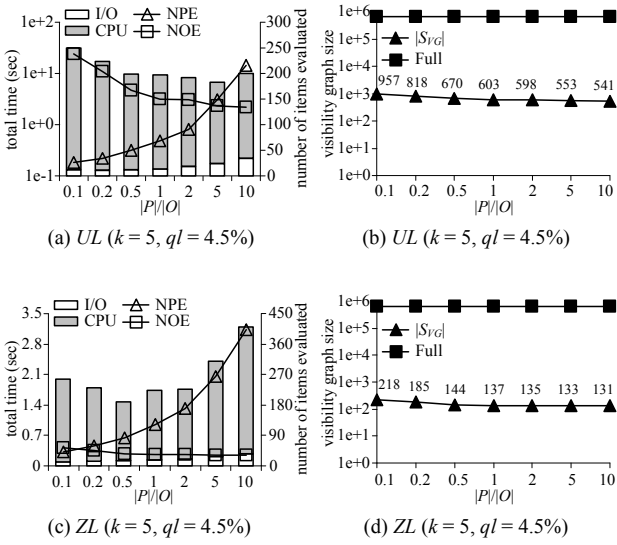 I/O NPE
CPU NOE
total time (sec)
1e+2
1e+1
1e+0
1e-1
300
250
200
150
100
50
0
number of items evaluated
0.1 0.2 0.5 1 2 5 10
|P|/|O|
(a) UL (k = 5, ql = 4.5%)
visibility graph size
1e+6
1e+5
1e+4
1e+3
1e+2
1e+1
1e+0
|SVG|
Full
957 818 670 603 598 553 541
0.1 0.2 0.5 1 2 5 10
|P|/|O|
(b) UL (k = 5, ql = 4.5%)
I/O NPE
CPU NOE
total time (sec)
3.5
2.8
2.1
1.4
0.7
0
450
360
270
180
90
0
number of items evaluated
0.1 0.2 0.5 1 2 5 10
|P|/|O|
(c) ZL (k = 5, ql = 4.5%)
visibility graph size
1e+6
1e+5
1e+4
1e+3
1e+2
1e+1
1e+0
|SVG|
Full
218 185 144 137 135 133 131
0.1 0.2 0.5 1 2 5 10
|P|/|O|
(d) ZL (k = 5, ql = 4.5%)